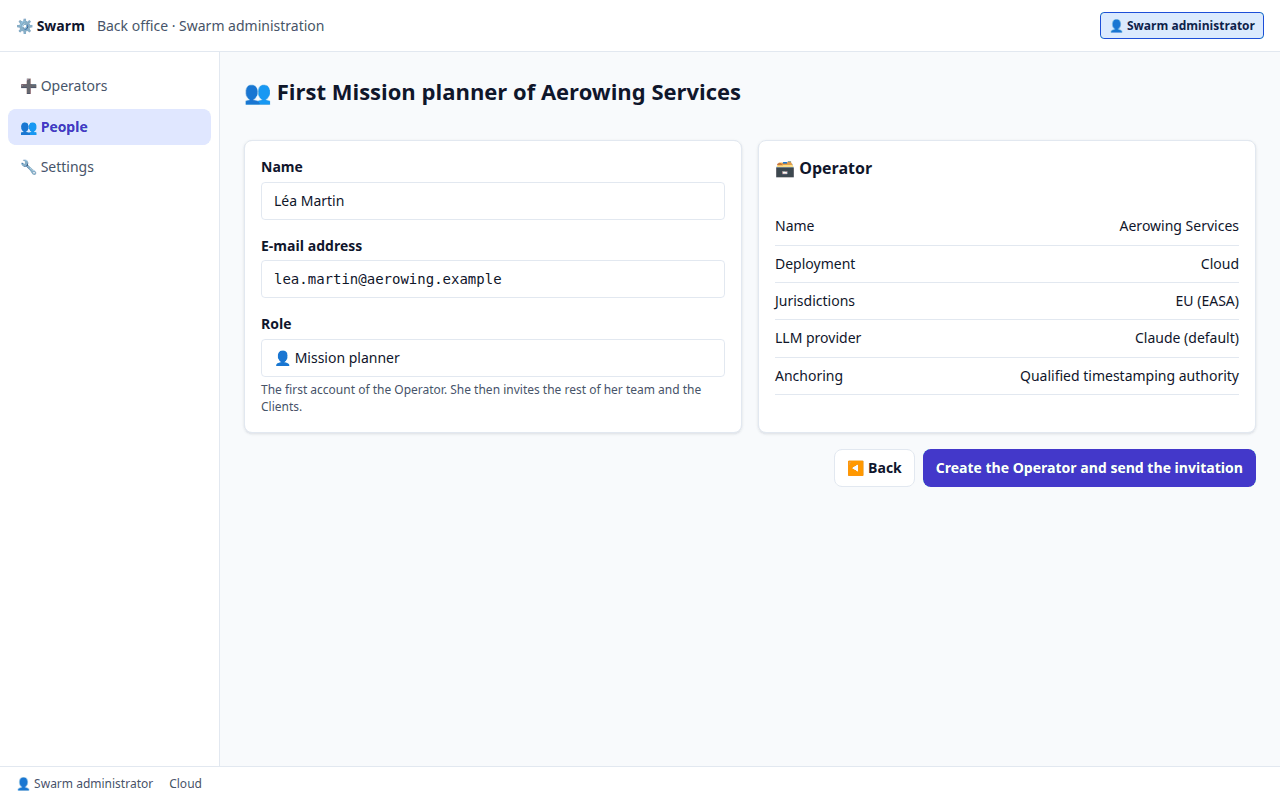 Swarm Back office · Swarm administration
Swarm administrator
Operators
People
Settings
First Mission planner of Aerowing Services
Name
Léa Martin
E-mail address
lea.martin@aerowing.example
Role
Mission planner
The first account of the Operator. She then invites the rest of her team and the
Clients.
Operator
Name Aerowing Services
Deployment Cloud
Jurisdictions EU (EASA)
LLM provider Claude (default)
Anchoring Qualified timestamping authority
Back
Create the Operator and send the invitation
Swarm administrator Cloud